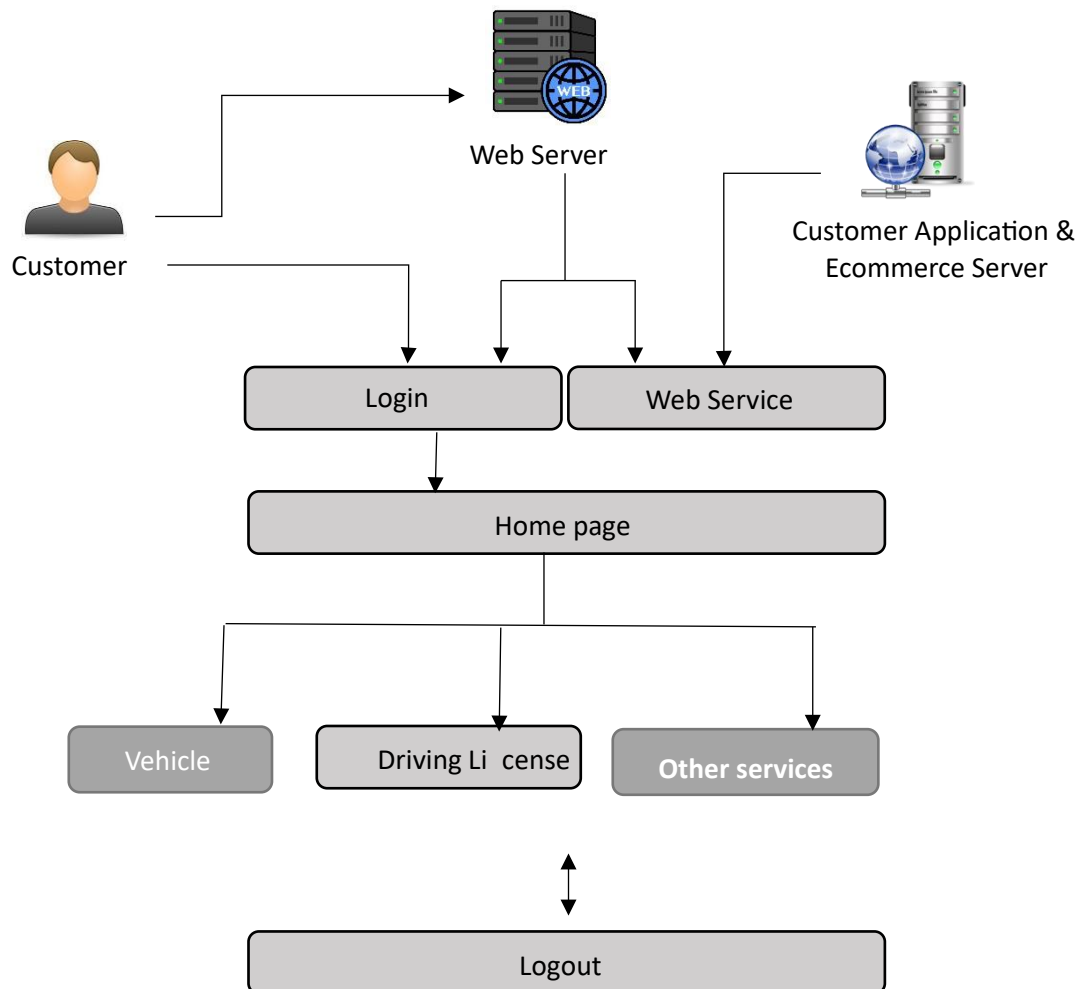 WEB
Web Server
Customer
Customer Application &
Ecommerce Server
Login
Web Service
Home page
Vehicle
Driving Li cense
Other services
Logout